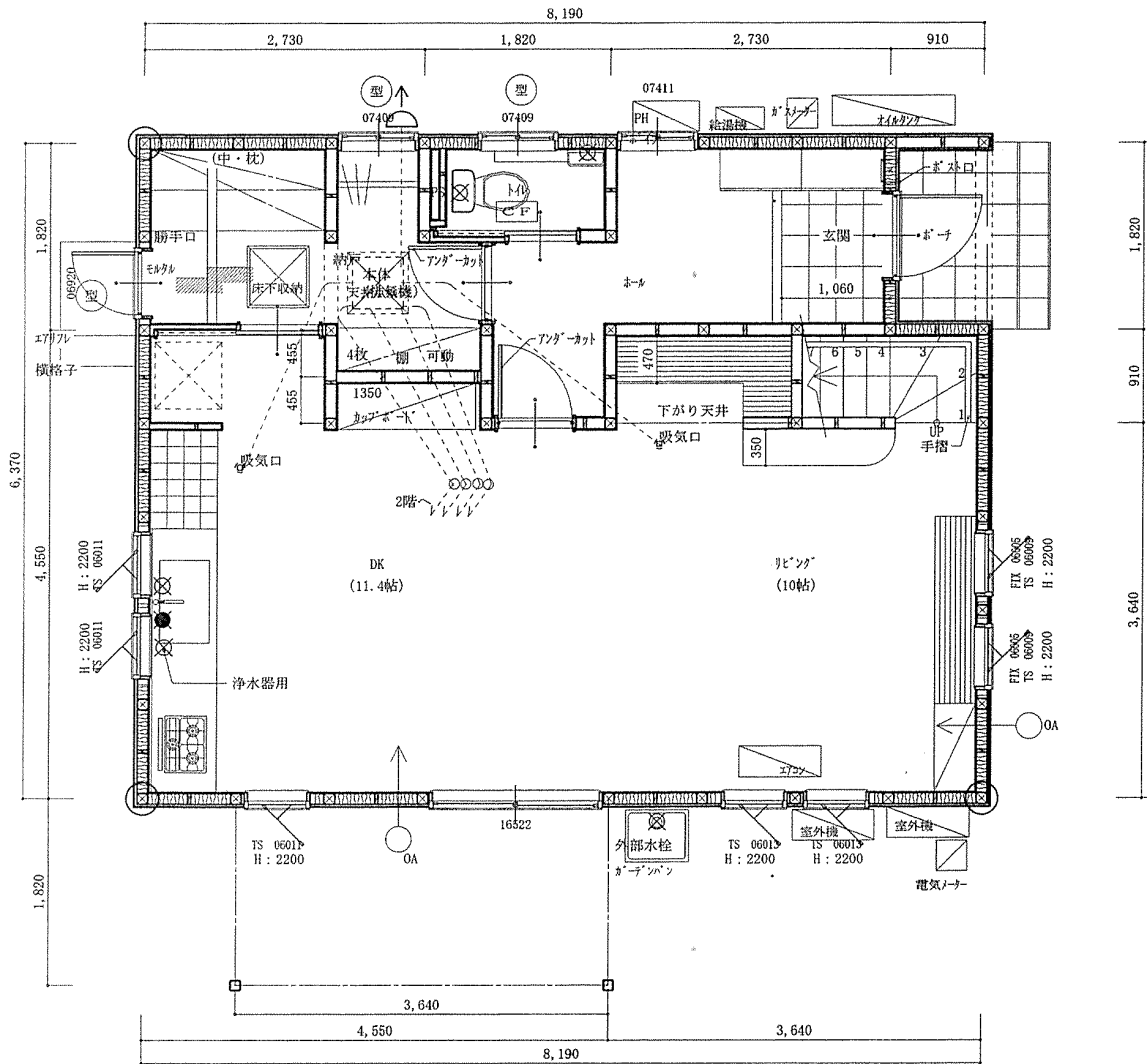 8,190
2,730
1,820
2,730
910
型
型
07409
07409
07411
PH
給湯機
ガスメーター
オイルタンク
(中・枕)
トイレ
CF
ポスト口
玄関
ポーチ
1,060
勝手口
モルタル
06920
型
床下収納
納戸
本体
アンダーカット
ホール
アンダーカット
1,820
エアリフレ
横格子
455
455
4枚
棚
可動
1350
カップボード
470
下がり天井
7
6
5
4
3
2
1
UP
手摺
350
吸気口
吸気口
2階
1,820
910
6,370
4,550
3,640
H:2200
TS 06011
H:2200
TS 06011
DK
(11.4帖)
リビング
(10帖)
FIX 06005
TS 06009
H:2200
FIX 06005
TS 06009
H:2200
浄水器用
エアコン
OA
OA
TS 06011
H:2200
16522
外部水栓
ガーデンパン
TS 06013
H:2200
TS 06013
H:2200
室外機
室外機
電気メーター
1,820
3,640
4,550
3,640
8,190